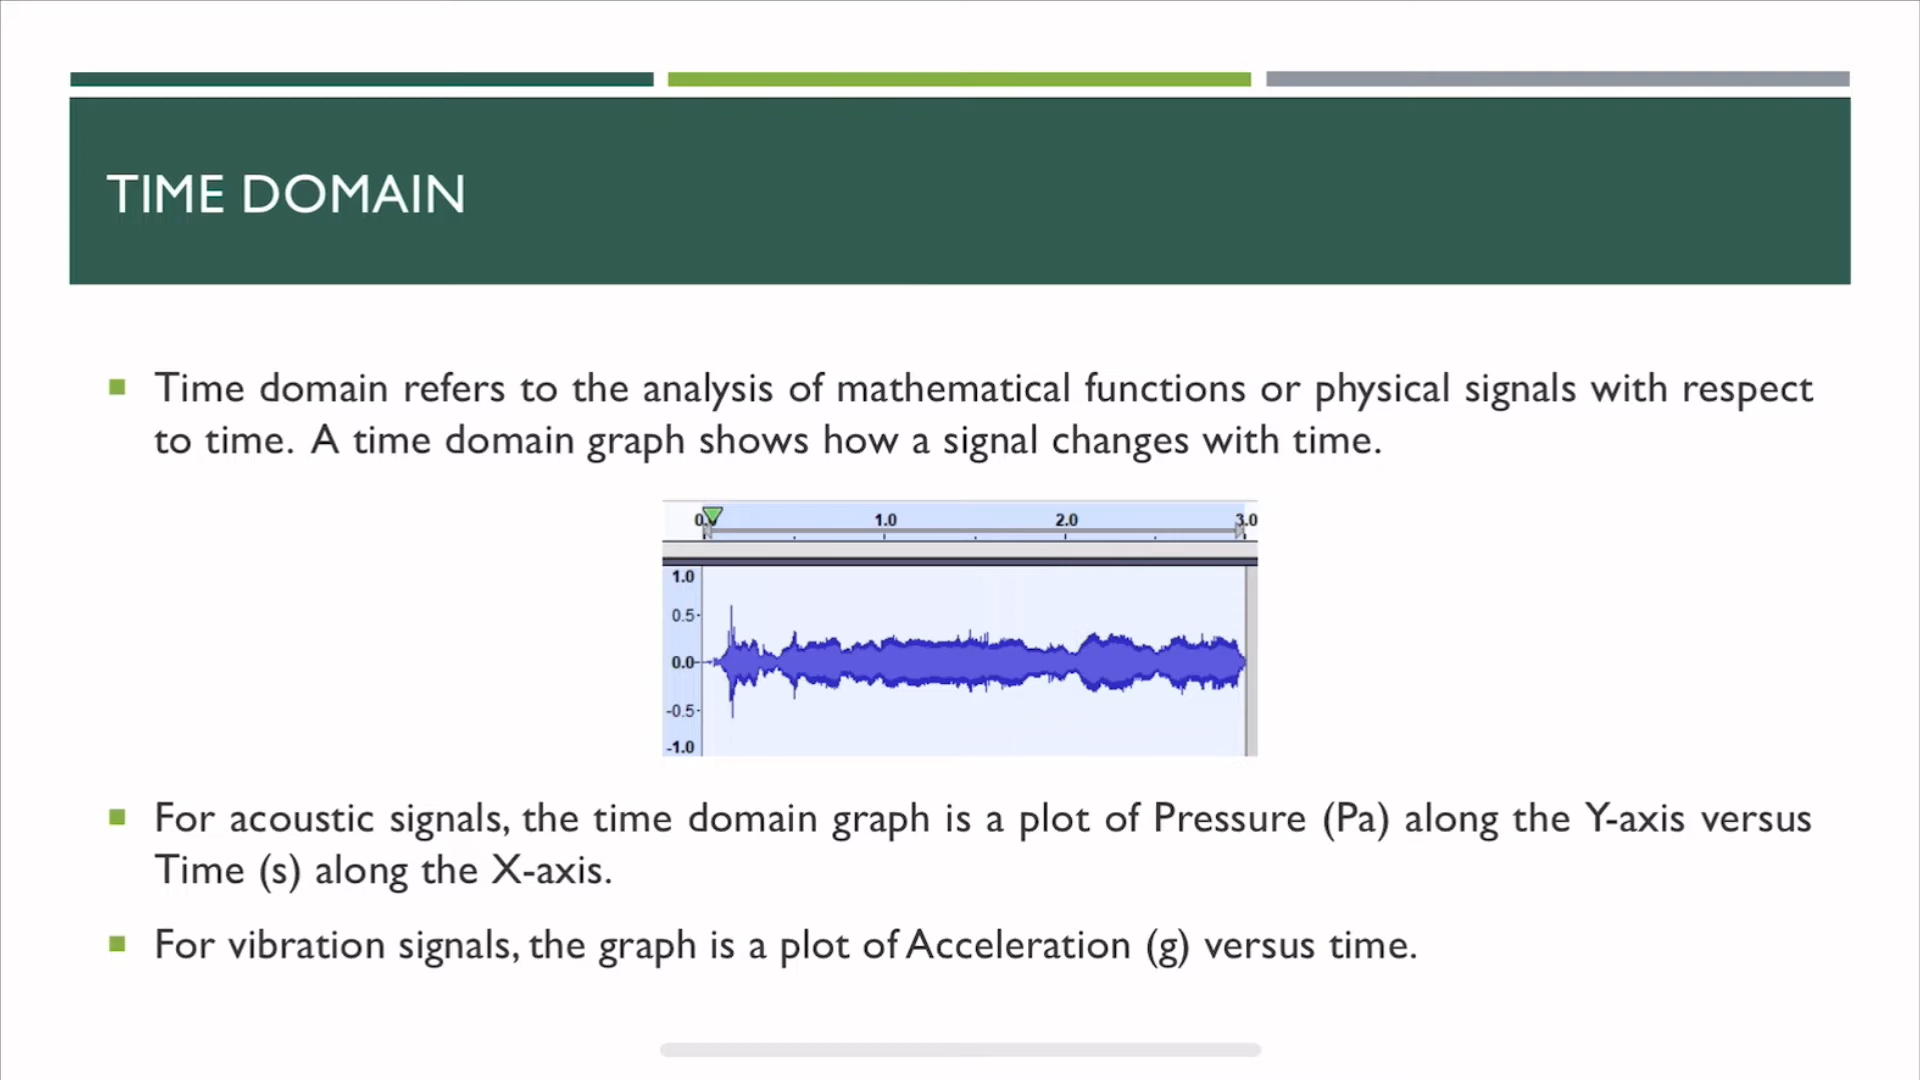 TIME DOMAIN
Time domain refers to the analysis of mathematical functions or physical signals with respect
to time. A time domain graph shows how a signal changes with time.
0.0 1.0 2.0 3.0
1.0
0.5
0.0
-0.5
-1.0
For acoustic signals, the time domain graph is a plot of Pressure (Pa) along the Y-axis versus
Time (s) along the X-axis.
For vibration signals, the graph is a plot of Acceleration (g) versus time.